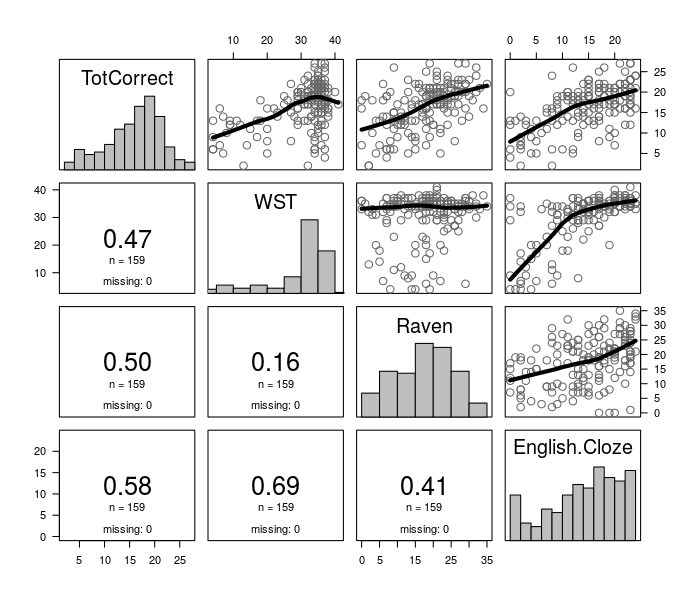 10 20 30 40
0 5 10 15 20
TotCorrect
5 10 15 20 25
10 20 30 40
0.47
n = 159
missing: 0
WST
0.50
n = 159
missing: 0
0.16
n = 159
missing: 0
Raven
0 5 10 15 20 25 30 35
0 5 10 15 20
0.58
n = 159
missing: 0
0.69
n = 159
missing: 0
0.41
n = 159
missing: 0
English.Cloze
5 10 15 20 25
0 5 15 25 35